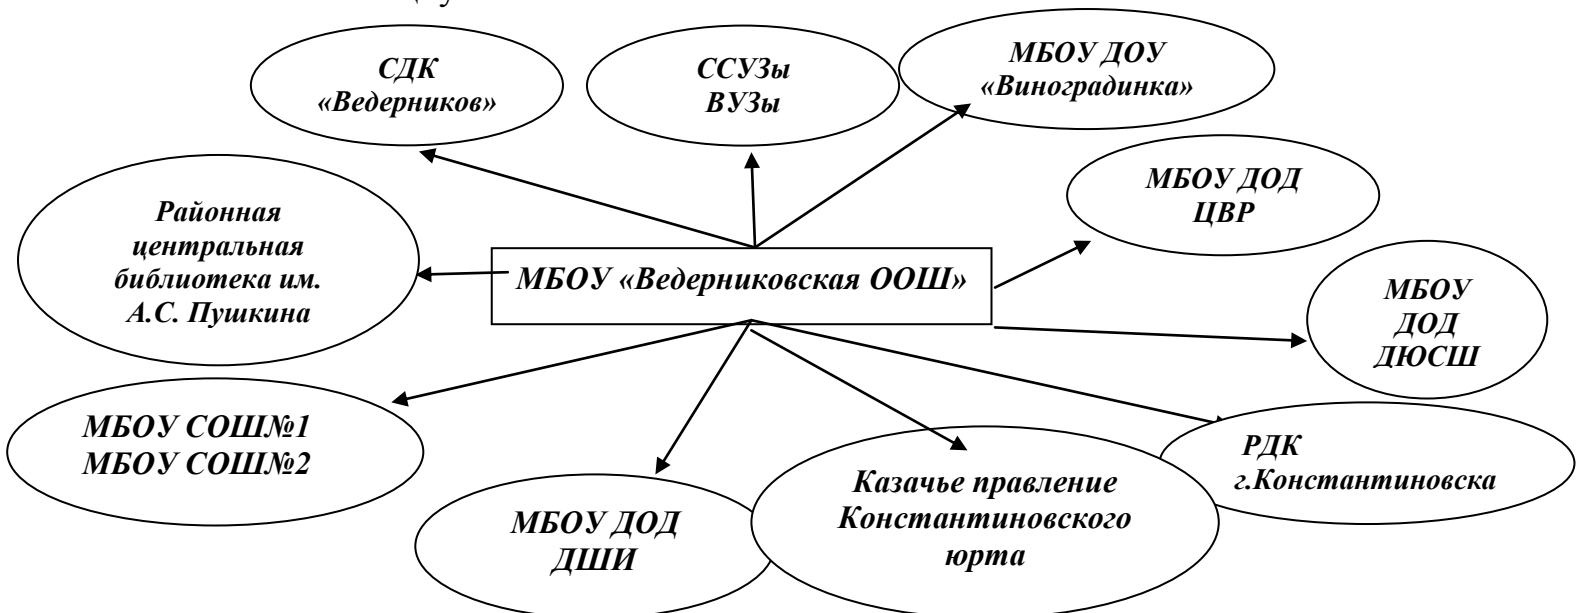 СДК
«Ведерников»
ССУЗы
ВУЗы
МБОУ ДОУ
«Виноградинка»
МБОУ ДОД
ЦВР
Районная
центральная
библиотека им.
А.С. Пушкина
МБОУ «Ведерниковская ООШ»
МБОУ
ДОД
ДЮСШ
МБОУ СОШ№1
МБОУ СОШ№2
РДК
г.Константиновска
Казачье правление
Константиновского
юрта
МБОУ ДОД
ДШИ